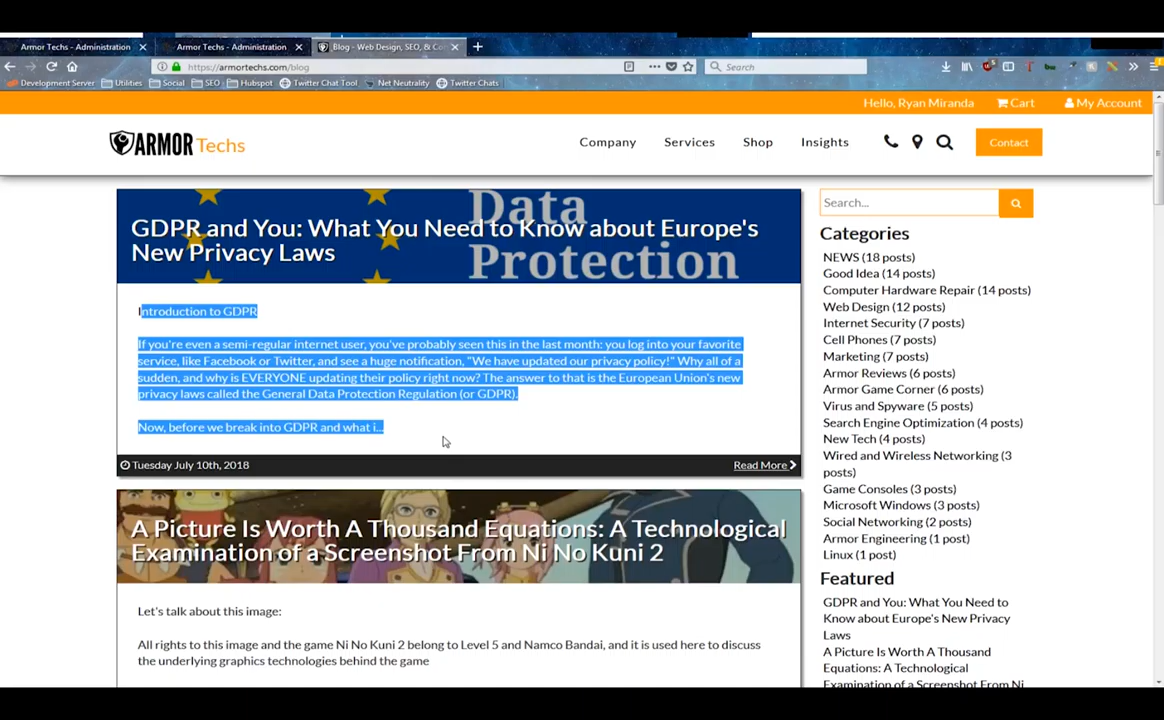 Armor Techs - Administration
Armor Techs - Administration
Blog - Web Design, SEO, & Co
https://armortechs.com/blog
Search
Development Server
Utilities
Social
SEO
Hubspot
Twitter Chat Tool
Net Neutrality
Twitter Chats
Hello, Ryan Miranda
Cart
My Account
ARMOR Techs
Company
Services
Shop
Insights
Contact
Data
Protection
GDPR and You: What You Need to Know about Europe's
New Privacy Laws
Introduction to GDPR
If you're even a semi-regular internet user, you've probably seen this in the last month: you log into your favorite
service, like Facebook or Twitter, and see a huge notification, "We have updated our privacy policy!" Why all of a
sudden, and why is EVERYONE updating their policy right now? The answer to that is the European Union's new
privacy laws called the General Data Protection Regulation (or GDPR).
Now, before we break into GDPR and what i...
Tuesday July 10th, 2018
Read More
A Picture Is Worth A Thousand Equations: A Technological
Examination of a Screenshot From Ni No Kuni 2
Let's talk about this image:
All rights to this image and the game Ni No Kuni 2 belong to Level 5 and Namco Bandai, and it is used here to discuss
the underlying graphics technologies behind the game
Search...
Categories
NEWS (18 posts)
Good Idea (14 posts)
Computer Hardware Repair (14 posts)
Web Design (12 posts)
Internet Security (7 posts)
Cell Phones (7 posts)
Marketing (7 posts)
Armor Reviews (6 posts)
Armor Game Corner (6 posts)
Virus and Spyware (5 posts)
Search Engine Optimization (4 posts)
New Tech (4 posts)
Wired and Wireless Networking (3
posts)
Game Consoles (3 posts)
Microsoft Windows (3 posts)
Social Networking (2 posts)
Armor Engineering (1 post)
Linux (1 post)
Featured
GDPR and You: What You Need to
Know about Europe's New Privacy
Laws
A Picture Is Worth A Thousand
Equations: A Technological
Examination of a Screenshot From Ni